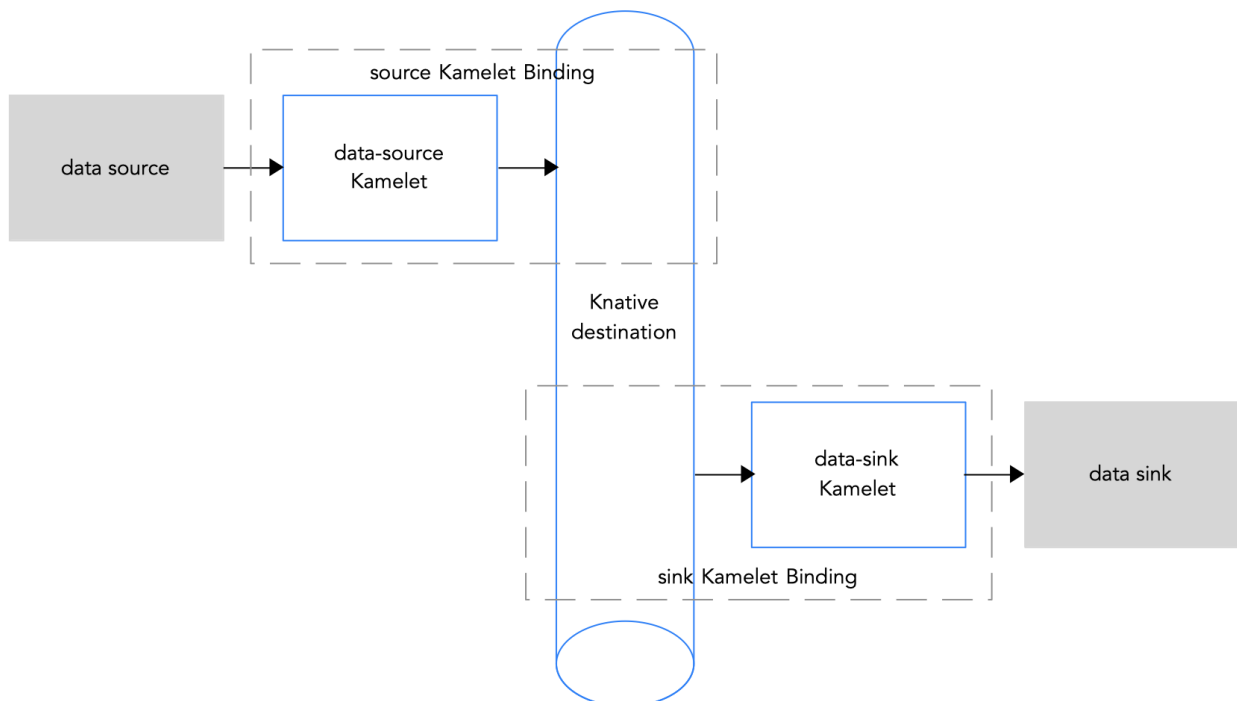 source Kamelet Binding
data source
data-source
Kamelet
Knative
destination
data-sink
Kamelet
data sink
sink Kamelet Binding